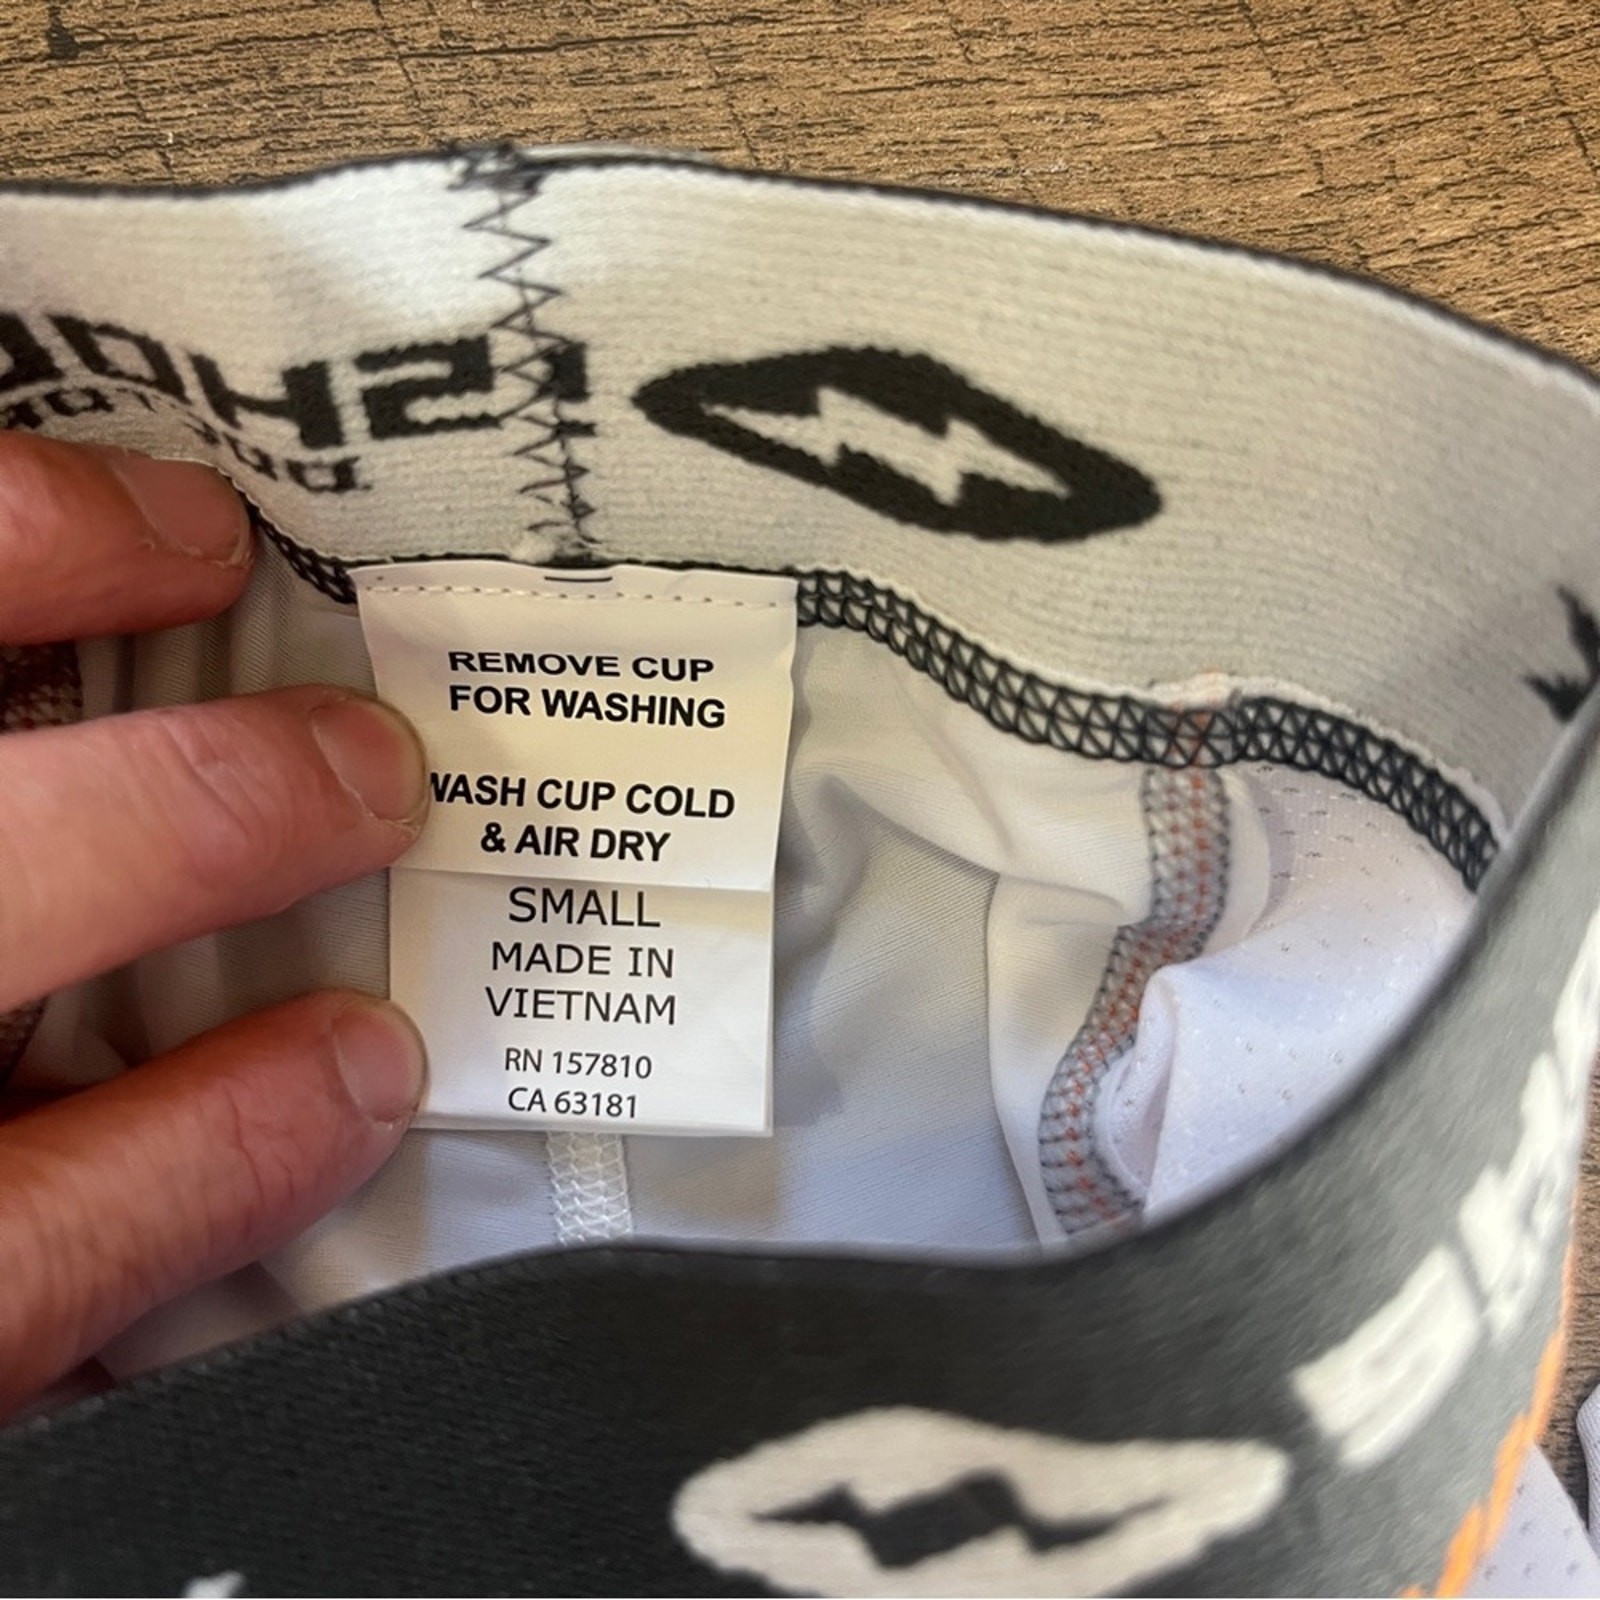 REMOVE CUP
FOR WASHING
WASH CUP COLD
& AIR DRY
SMALL
MADE IN
VIETNAM
RN 157810
CA 63181